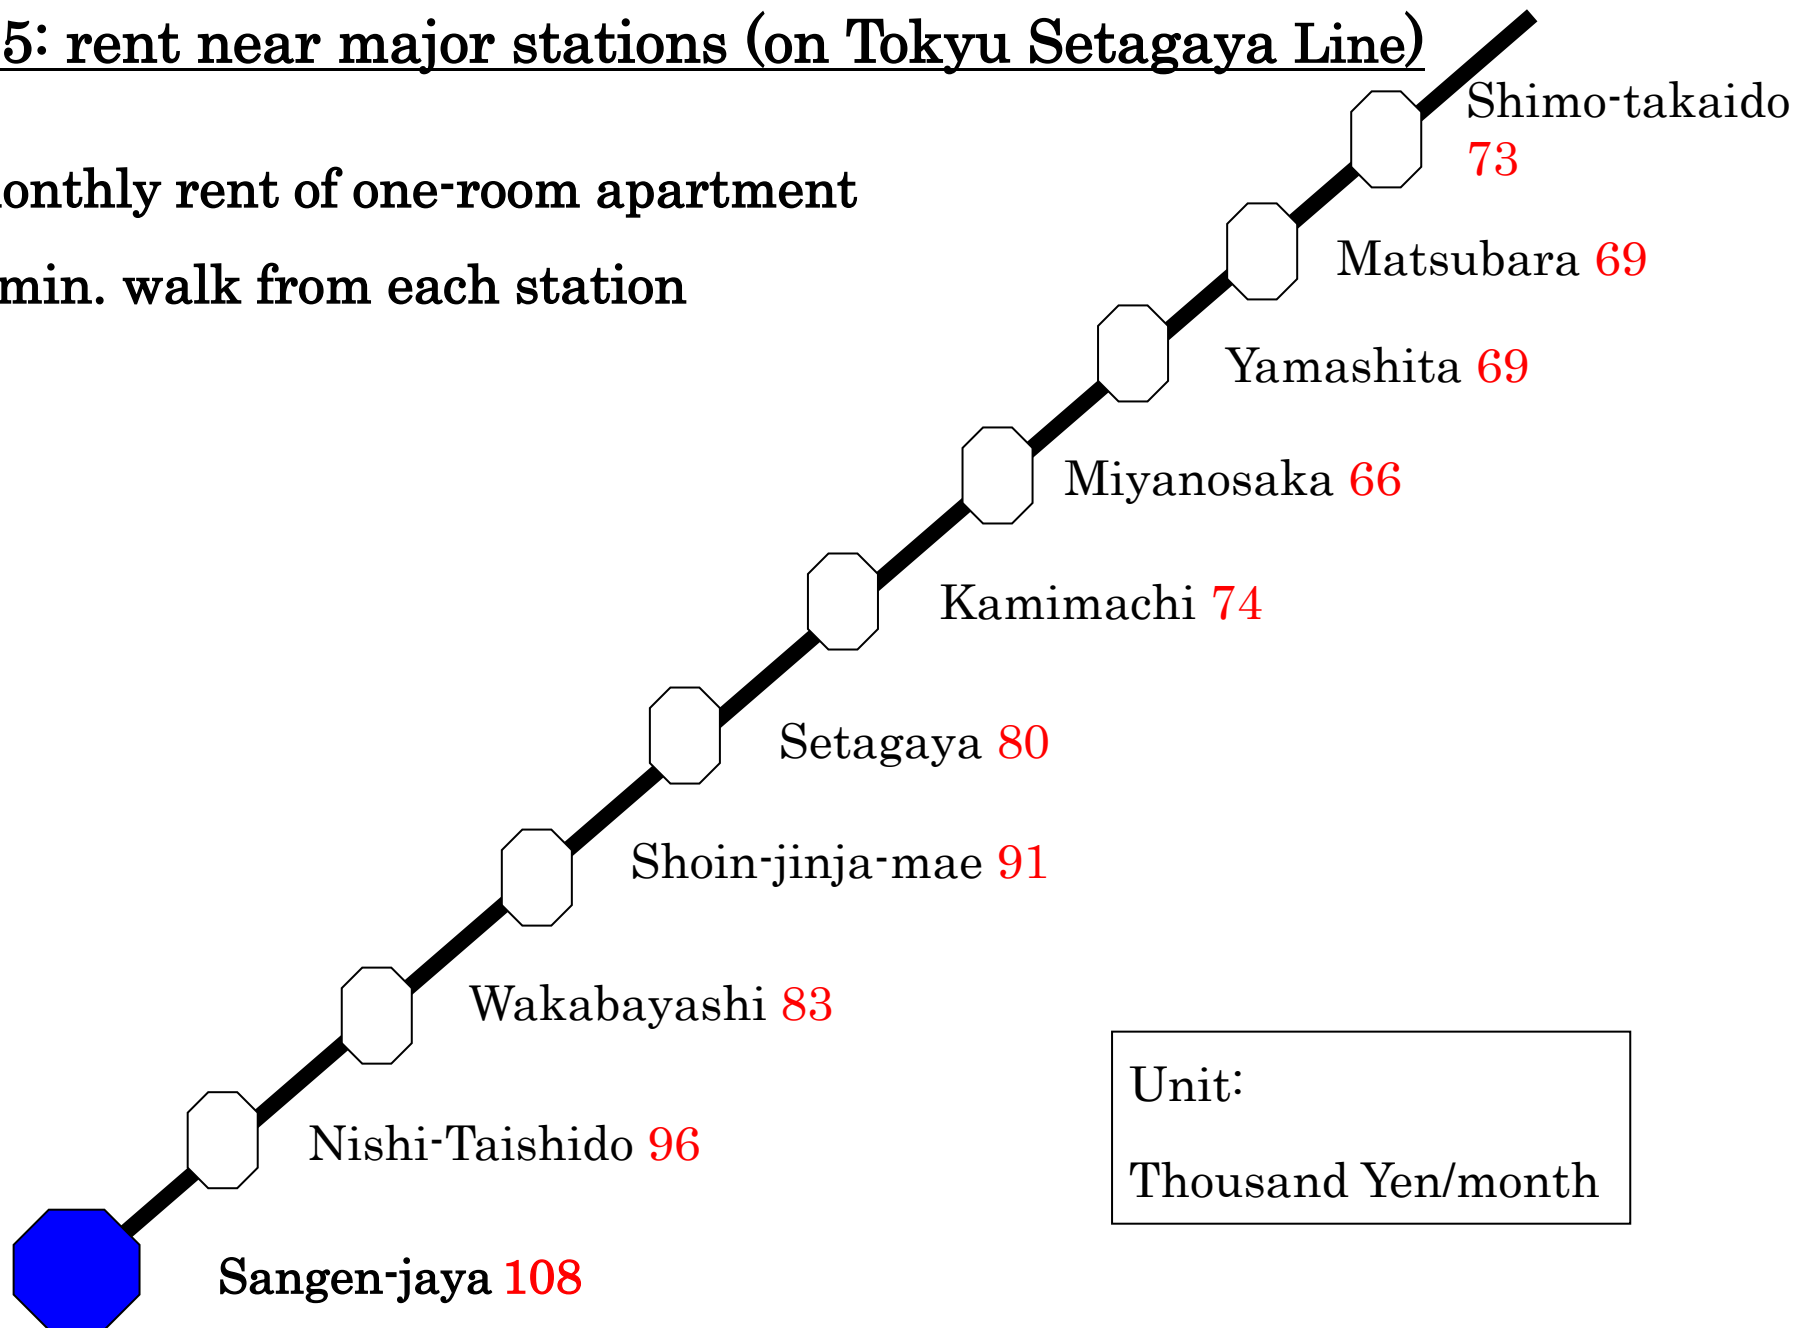 5: rent near major stations (on Tokyu Setagaya Line)
onthly rent of one-room apartment
min. walk from each station
Shimo-takaido
73
Matsubara 69
Yamashita 69
Miyanosaka 66
Kamimachi 74
Setagaya 80
Shoin-jinja-mae 91
Wakabayashi 83
Nishi-Taishido 96
Sangen-jaya 108
Unit:
Thousand Yen/month